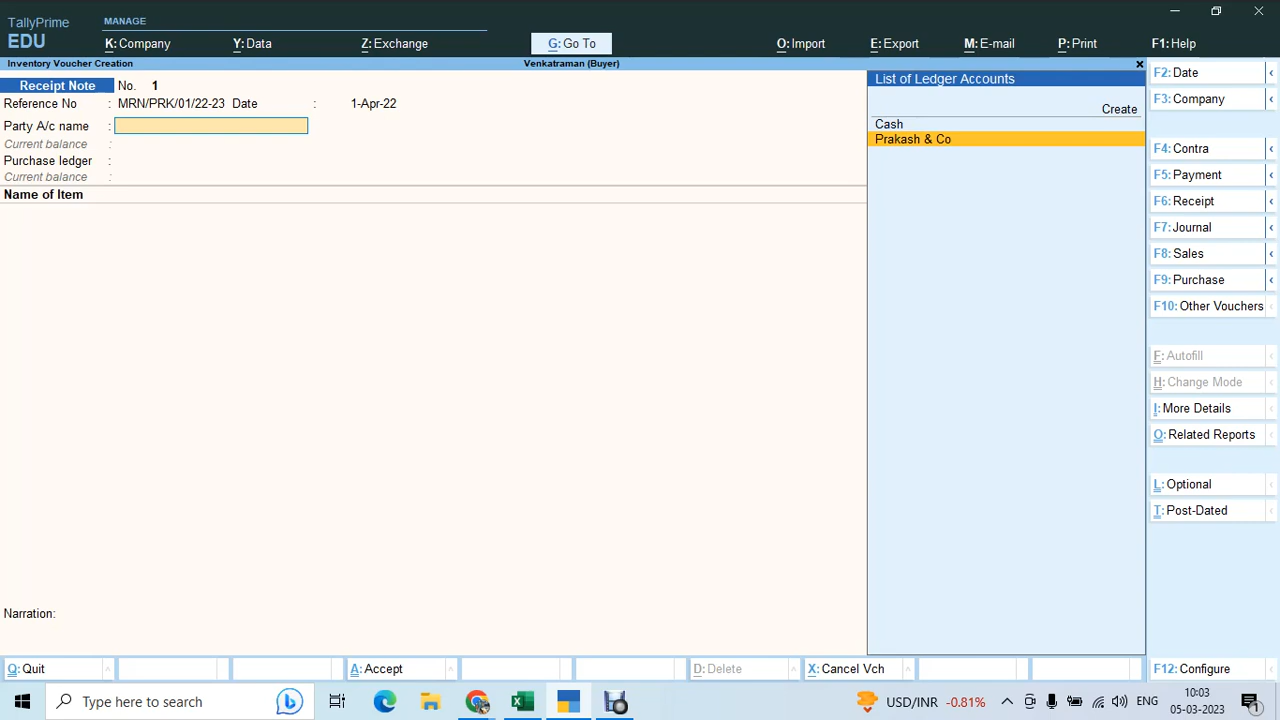 TallyPrime
EDU
MANAGE
K: Company
Y: Data
Z: Exchange
G: Go To
O: Import
E: Export
M: E-mail
P: Print
F1: Help
Inventory Voucher Creation
Venkatraman (Buyer)
Receipt Note No. 1
Reference No : MRN/PRK/01/22-23 Date : 1-Apr-22
Party A/c name :
Current balance :
Purchase ledger :
Current balance :
Name of Item
Narration:
List of Ledger Accounts
Create
Cash
Prakash & Co
F2: Date
F3: Company
F4: Contra
F5: Payment
F6: Receipt
F7: Journal
F8: Sales
F9: Purchase
F10: Other Vouchers
F: Autofill
H: Change Mode
I: More Details
O: Related Reports
L: Optional
T: Post-Dated
Q: Quit
A: Accept
D: Delete
X: Cancel Vch
F12: Configure
Type here to search
USD/INR -0.81%
ENG
10:03
05-03-2023
1